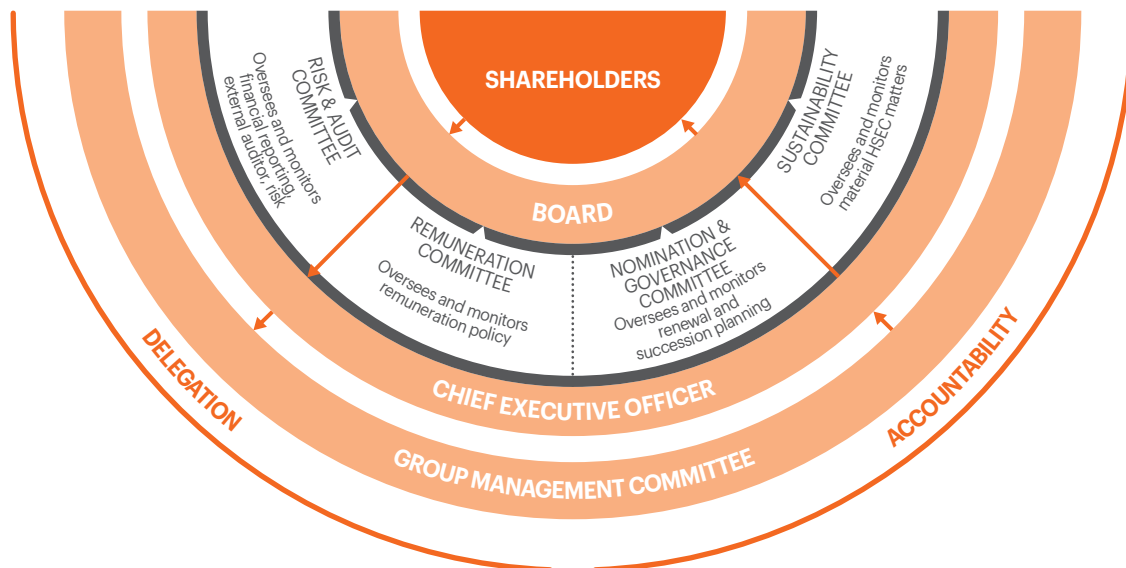 SHAREHOLDERS
BOARD
RISK & AUDIT
COMMITTEE
Oversees and monitors
financial reporting,
external auditor, risk
REMUNERATION
COMMITTEE
Oversees and monitors
remuneration policy
NOMINATION &
GOVERNANCE
COMMITTEE
Oversees and monitors
renewal and
succession planning
SUSTAINABILITY
COMMITTEE
Oversees and monitors
material HSEC matters
CHIEF EXECUTIVE OFFICER
GROUP MANAGEMENT COMMITTEE
DELEGATION
ACCOUNTABILITY